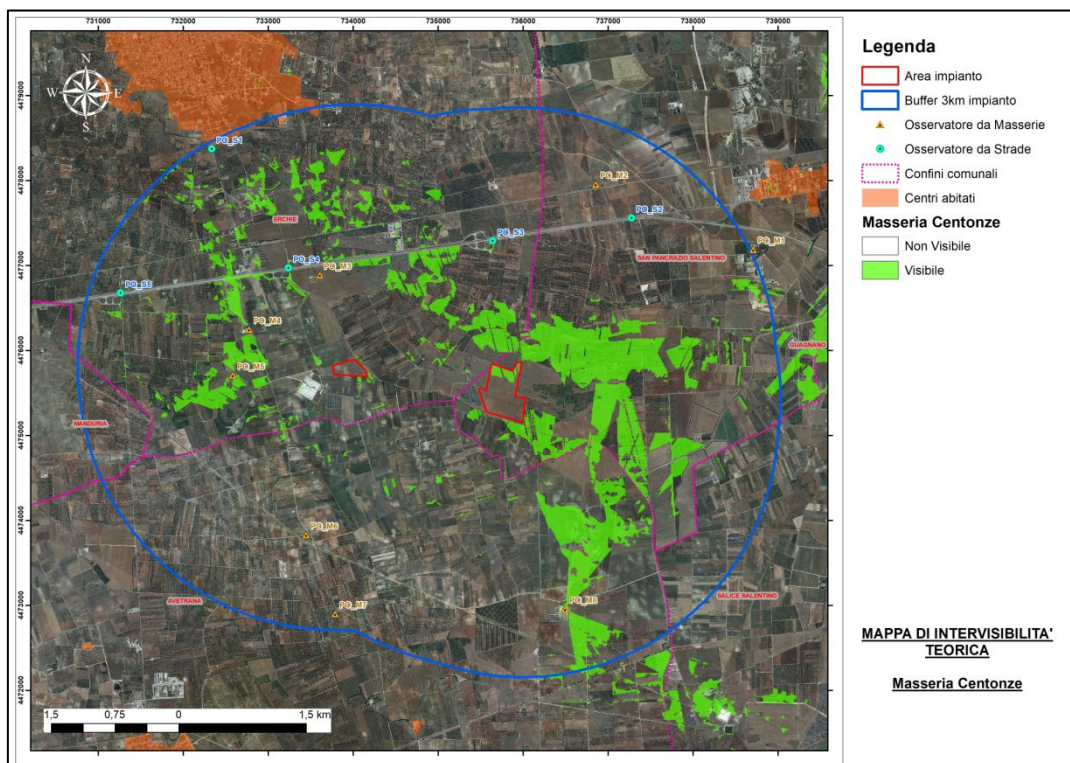 731000 732000 733000 734000 735000 736000 737000 738000 739000
4479000
4478000
4477000
4476000
4475000
4474000
4473000
4472000
N
W E
S
PO_S1
PO_M2
PO_S2
ERCHIE
PO_S3
PO_M1
SAN PANCRAZIO SALENTINO
PO_S4
PO_M3
PO_S5
PO_M4
GUAGNANO
PO_M5
MANDURIA
PO_M6
AVETRANA
SALICE SALENTINO
PO_M7
PO_M8
1,5 0,75 0 1,5 km
Legenda
Area impianto
Buffer 3km impianto
Osservatore da Masserie
Osservatore da Strade
Confini comunali
Centri abitati
Masseria Centonze
Non Visibile
Visibile
MAPPA DI INTERVISIBILITA'
TEORICA
Masseria Centonze